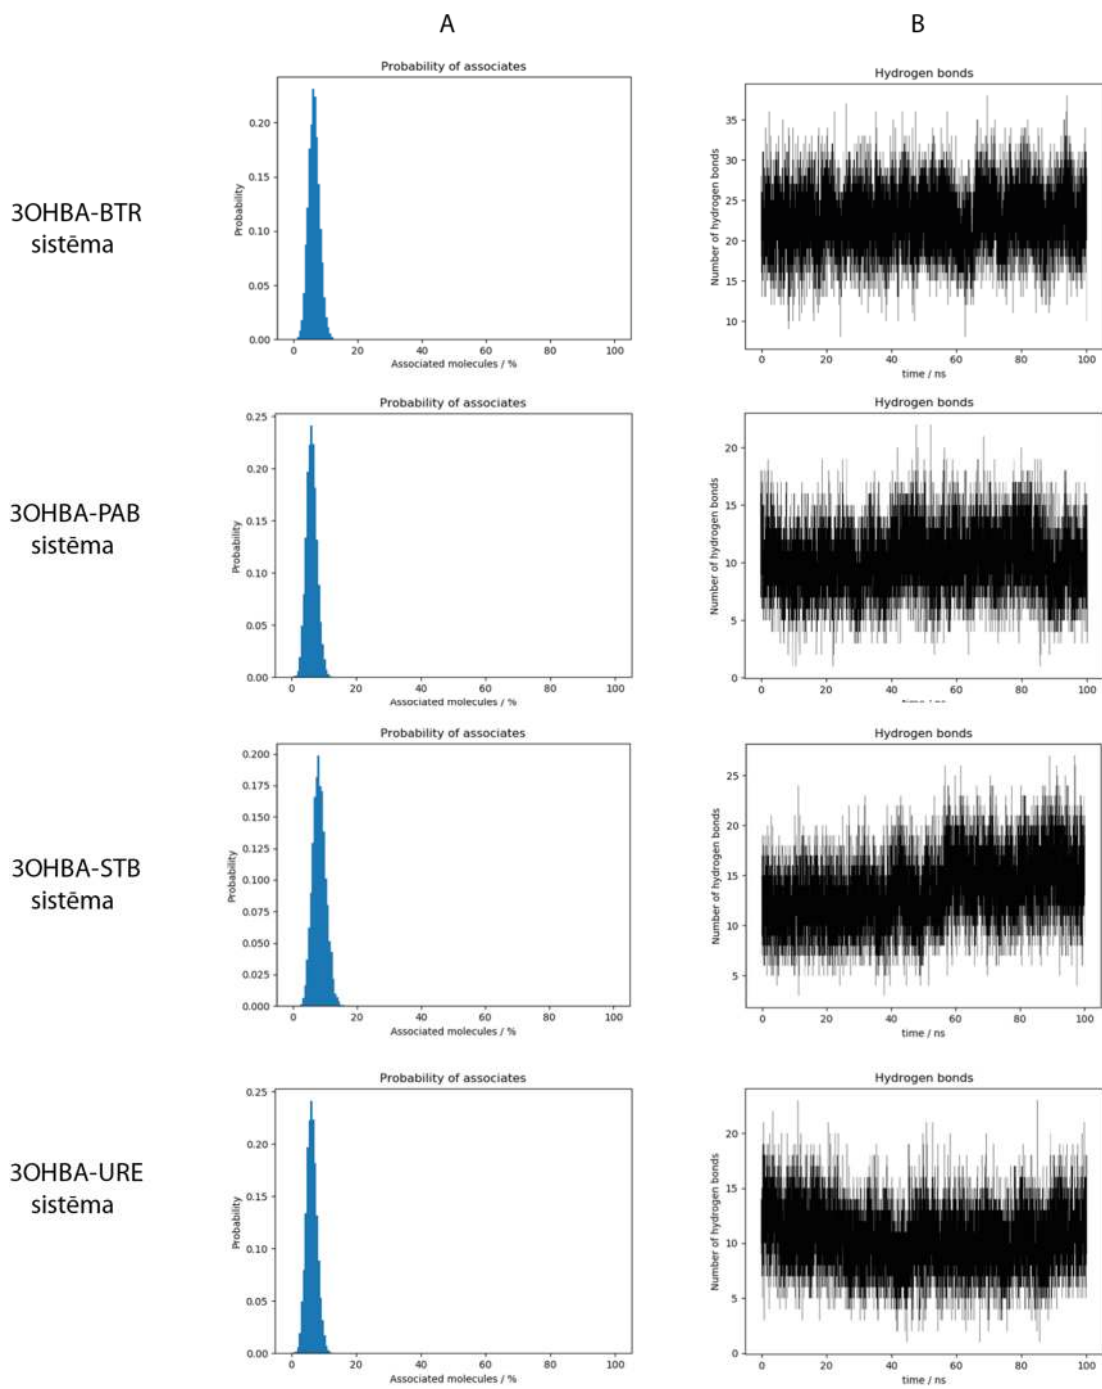 A
B
3OHBA-BTR
sistēma
Probability of associates
Probability
0.20
0.15
0.10
0.05
0.00
0 20 40 60 80 100
Associated molecules / %
Hydrogen bonds
Number of hydrogen bonds
35
30
25
20
15
10
0 20 40 60 80 100
time / ns
3OHBA-PAB
sistēma
Probability of associates
Probability
0.25
0.20
0.15
0.10
0.05
0.00
0 20 40 60 80 100
Associated molecules / %
Hydrogen bonds
Number of hydrogen bonds
20
15
10
5
0
0 20 40 60 80 100
time / ns
3OHBA-STB
sistēma
Probability of associates
Probability
0.200
0.175
0.150
0.125
0.100
0.075
0.050
0.025
0.000
0 20 40 60 80 100
Associated molecules / %
Hydrogen bonds
Number of hydrogen bonds
25
20
15
10
5
0 20 40 60 80 100
time / ns
3OHBA-URE
sistēma
Probability of associates
Probability
0.25
0.20
0.15
0.10
0.05
0.00
0 20 40 60 80 100
Associated molecules / %
Hydrogen bonds
Number of hydrogen bonds
20
15
10
5
0
0 20 40 60 80 100
time / ns